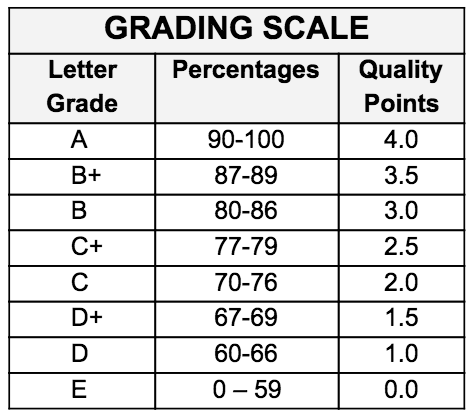 GRADING SCALE
Letter Grade Percentages Quality Points
A 90-100 4.0
B+ 87-89 3.5
B 80-86 3.0
C+ 77-79 2.5
C 70-76 2.0
D+ 67-69 1.5
D 60-66 1.0
E 0 – 59 0.0